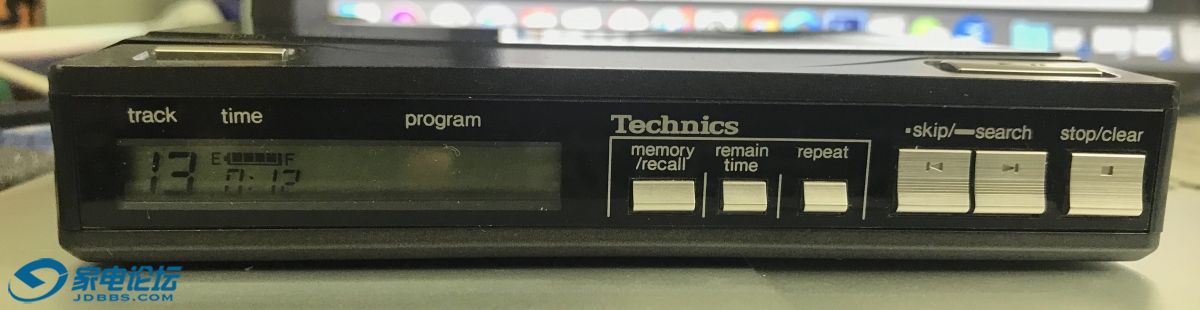 track time program
13 E F
0:12
Technics
memory
/recall
remain
time
repeat
•skip/—search
stop/clear
家电论坛
JDBBS.COM